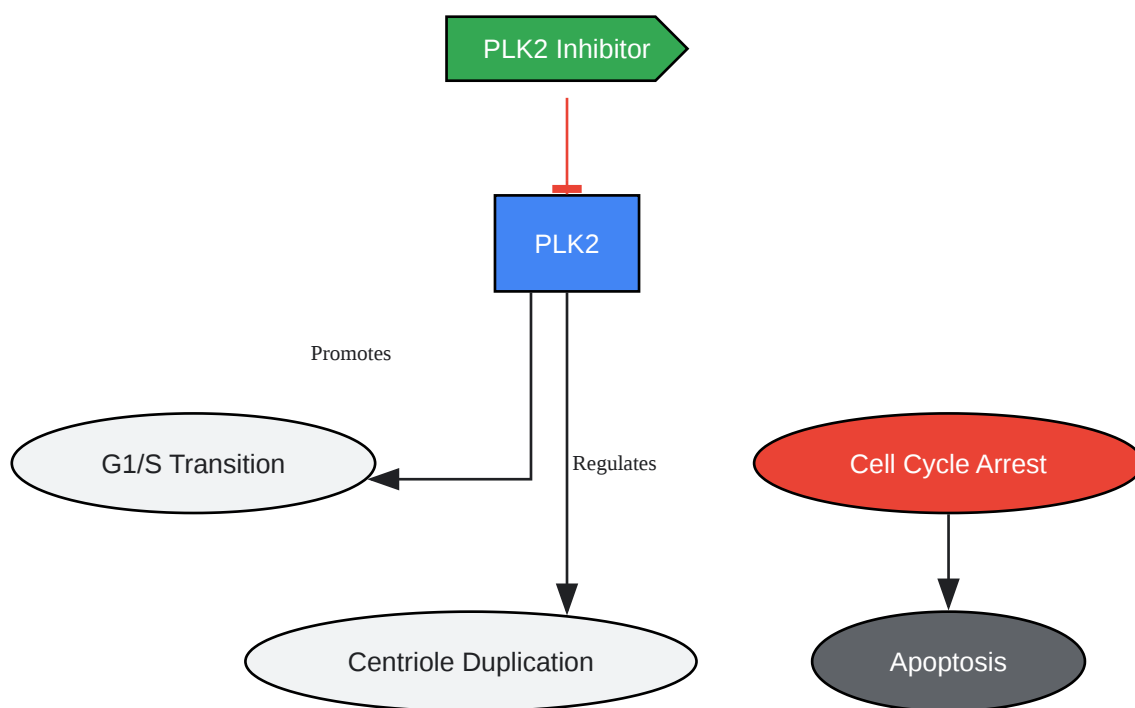 PLK2 Inhibitor
PLK2
Promotes
G1/S Transition
Regulates
Cell Cycle Arrest
Centriole Duplication
Apoptosis